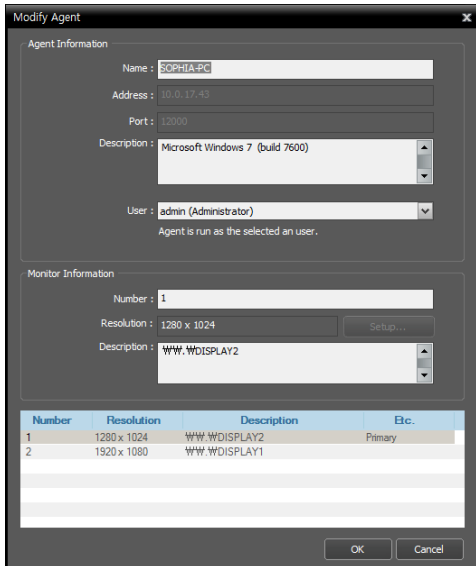 Modify Agent x
Agent Information
Name : SOPHIA-PC
Address : 10.0.17.43
Port : 12000
Description : Microsoft Windows 7 (build 7600)
User : admin (Administrator)
Agent is run as the selected an user.
Monitor Information
Number : 1
Resolution : 1280 x 1024 Setup...
Description : ₩₩.₩DISPLAY2
Number Resolution Description Etc.
1 1280 x 1024 ₩₩.₩DISPLAY2 Primary
2 1920 x 1080 ₩₩.₩DISPLAY1
OK Cancel